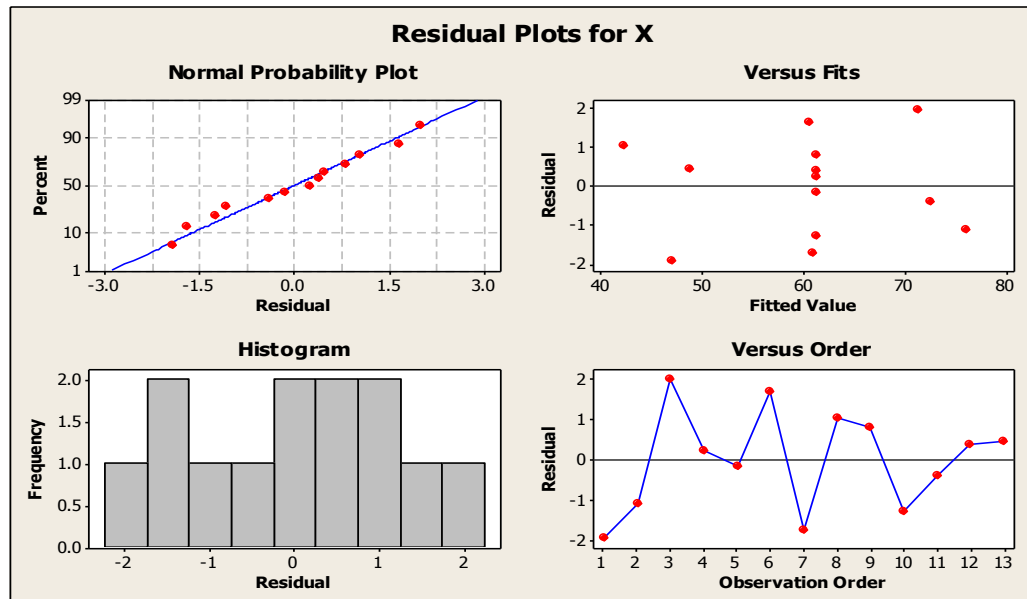 Residual Plots for X
Normal Probability Plot
99
90
50
10
1
Percent
-3.0 -1.5 0.0 1.5 3.0
Residual
Versus Fits
2
1
0
-1
-2
Residual
40 50 60 70 80
Fitted Value
Histogram
2.0
1.5
1.0
0.5
0.0
Frequency
-2 -1 0 1 2
Residual
Versus Order
2
1
0
-1
-2
Residual
1 2 3 4 5 6 7 8 9 10 11 12 13
Observation Order